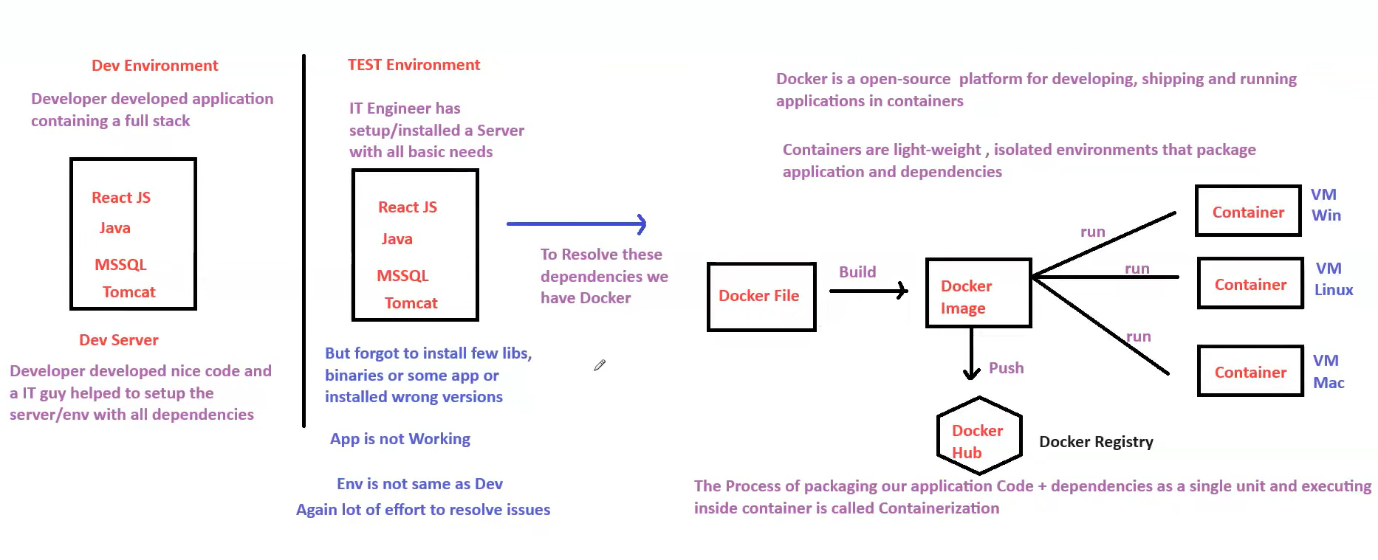 Dev Environment
Developer developed application
containing a full stack
React JS
Java
MSSQL
Tomcat
Dev Server
Developer developed nice code and
a IT guy helped to setup the
server/env with all dependencies
TEST Environment
IT Engineer has
setup/installed a Server
with all basic needs
React JS
Java
MSSQL
Tomcat
But forgot to install few libs,
binaries or some app or
installed wrong versions
App is not Working
Env is not same as Dev
Again lot of effort to resolve issues
To Resolve these
dependencies we
have Docker
Docker is a open-source platform for developing, shipping and running
applications in containers
Containers are light-weight , isolated environments that package
application and dependencies
Docker File
Build
Docker
Image
run
Container
VM
Win
run
Container
VM
Linux
run
Container
VM
Mac
Push
Docker
Hub
Docker Registry
The Process of packaging our application Code + dependencies as a single unit and executing
inside container is called Containerization